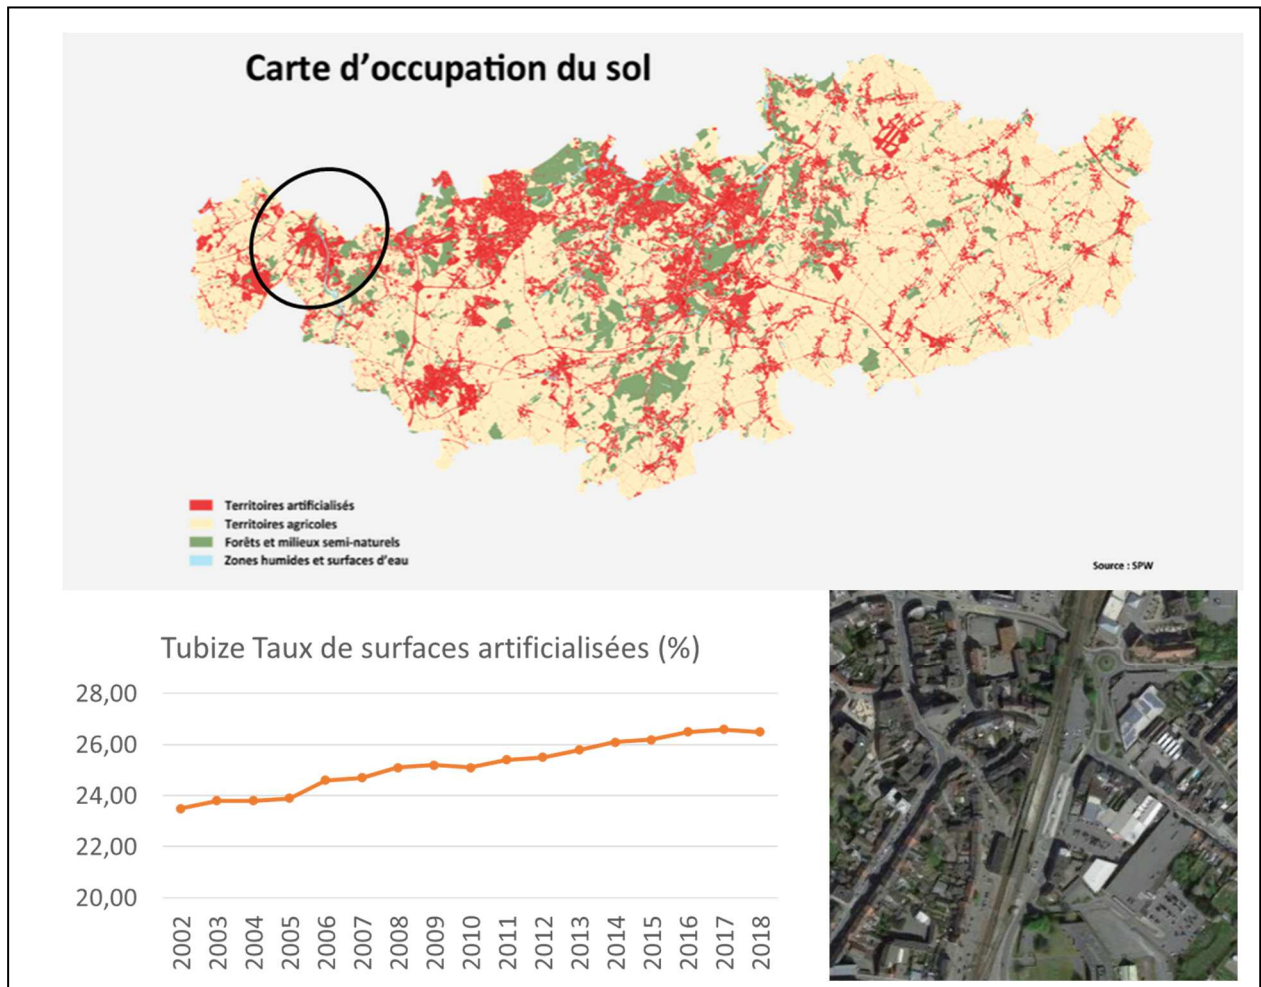 Carte d’occupation du sol
Territoires artificialisés
Territoires agricoles
Forêts et milieux semi-naturels
Zones humides et surfaces d’eau
Source : SPW
Tubize Taux de surfaces artificialisées (%)
28,00
26,00
24,00
22,00
20,00
2002 2003 2004 2005 2006 2007 2008 2009 2010 2011 2012 2013 2014 2015 2016 2017 2018